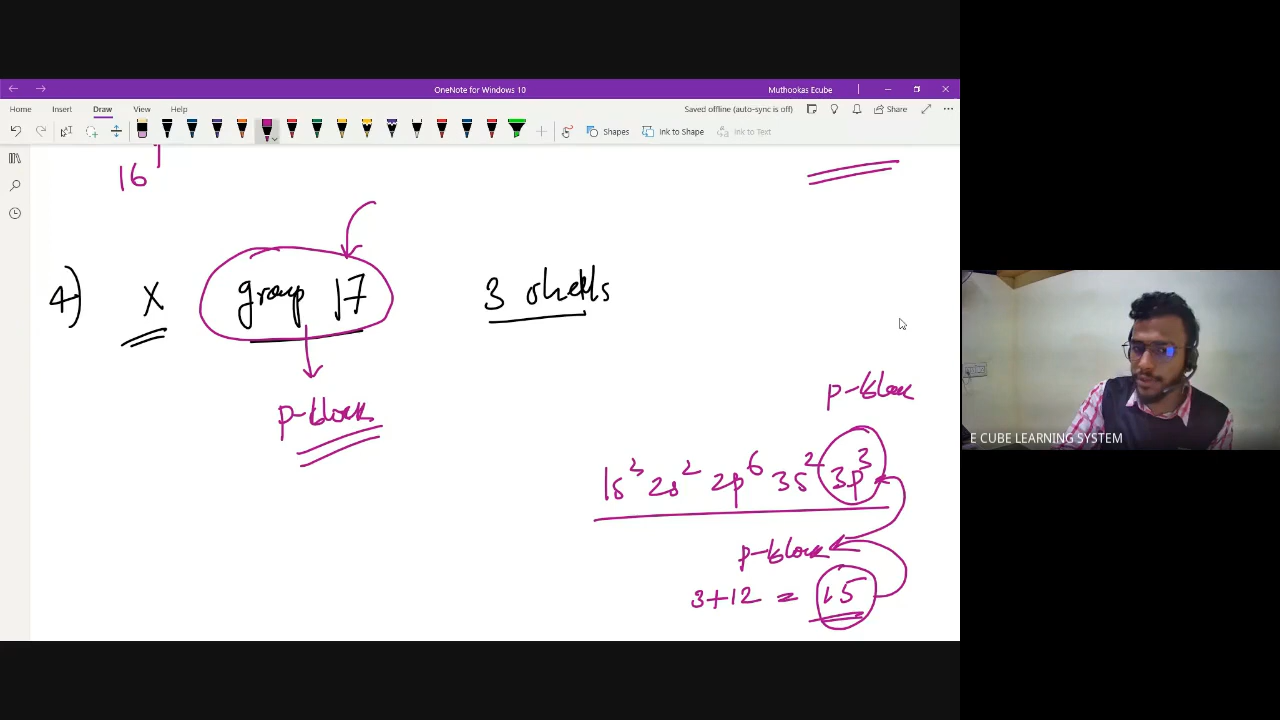 OneNote for Windows 10
Muthookas Ecube
Home Insert Draw View Help
Saved offline (auto-sync is off)
Share
Shapes
Ink to Shape
Ink to Text
16
4) X group 17 3 shells
p-block
p-block
1s² 2s² 2p⁶ 3s² 3p³
p-block
3+12 = 15
E CUBE LEARNING SYSTEM